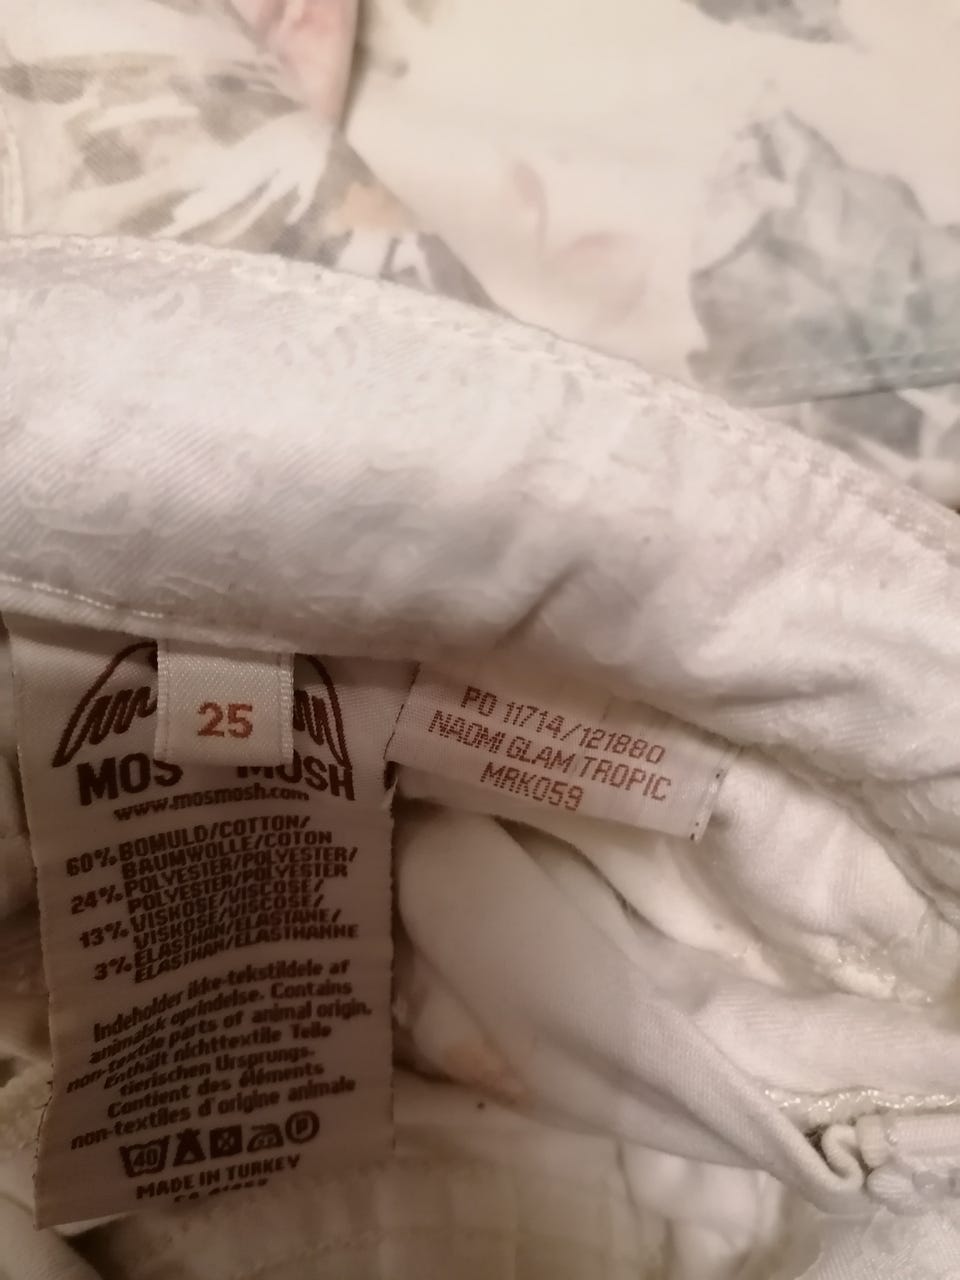 25
MOS MOSH
www.mosmosh.com
60% BOMULD/COTTON/
BAUMWOLLE/COTON
24% POLYESTER/POLYESTER/
POLYESTER/POLYESTER
13% VISKOSE/VISCOSE/
VISKOSE/VISCOSE
3% ELASTHAN/ELASTANE/
ELASTHAN/ELASTHANNE
Indeholder ikke-tekstildele af
animalsk oprindelse. Contains
non-textile parts of animal origin.
Enthält nichttextile Teile
tierischen Ursprungs.
Contient des éléments
non-textiles d'origine animale
40 P
MADE IN TURKEY
PO 11714/121880
NAOMI GLAM TROPIC
MRK059